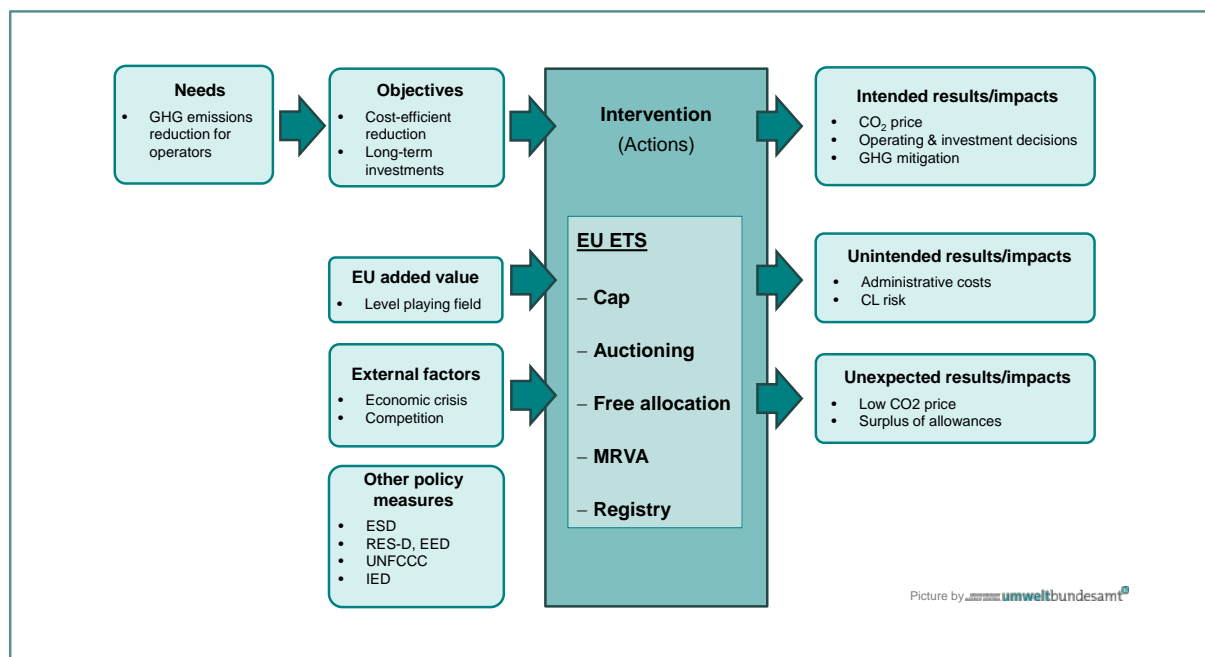 Needs
• GHG emissions
reduction for
operators
Objectives
• Cost-efficient
reduction
• Long-term
investments
EU added value
• Level playing field
External factors
• Economic crisis
• Competition
Other policy
measures
• ESD
• RES-D, EED
• UNFCCC
• IED
Intervention
(Actions)
EU ETS
– Cap
– Auctioning
– Free allocation
– MRVA
– Registry
Intended results/impacts
• CO₂ price
• Operating & investment decisions
• GHG mitigation
Unintended results/impacts
• Administrative costs
• CL risk
Unexpected results/impacts
• Low CO2 price
• Surplus of allowances
Picture by umweltbundesamt